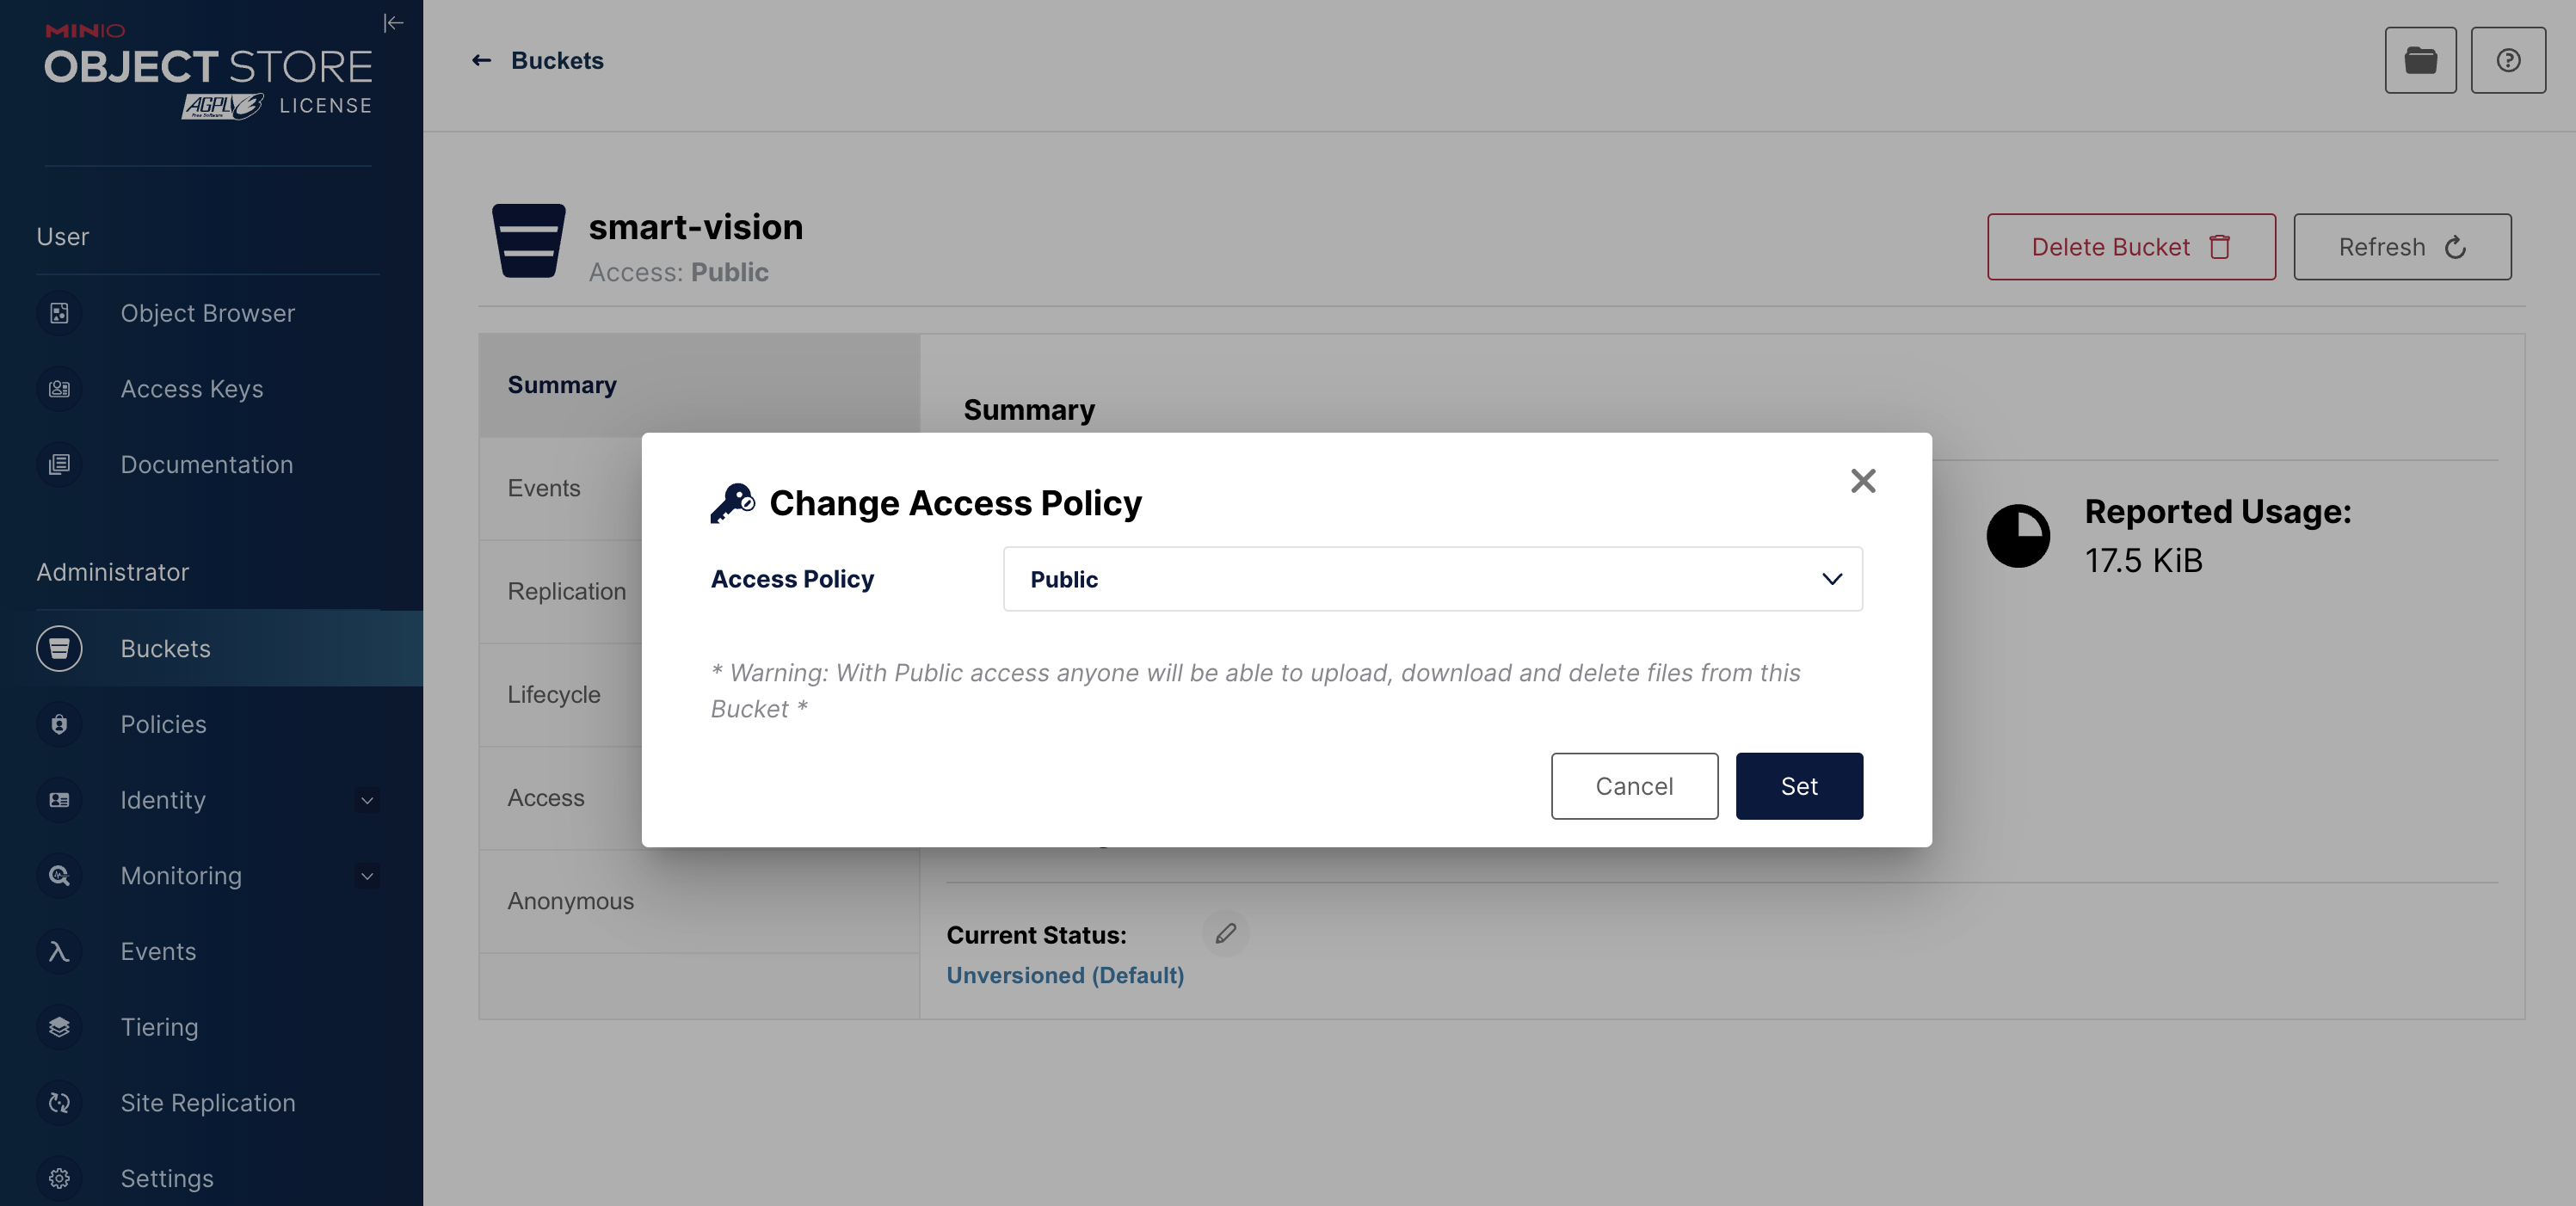 MINIO
OBJECT STORE
AGPLv3 LICENSE
Free Software
User
Object Browser
Access Keys
Documentation
Administrator
Buckets
Policies
Identity
Monitoring
Events
Tiering
Site Replication
Settings
Buckets
smart-vision
Access: Public
Delete Bucket
Refresh
Summary
Events
Replication
Lifecycle
Access
Anonymous
Summary
Reported Usage:
17.5 KiB
Change Access Policy
Access Policy
Public
* Warning: With Public access anyone will be able to upload, download and delete files from this
Bucket *
Cancel
Set
Current Status:
Unversioned (Default)